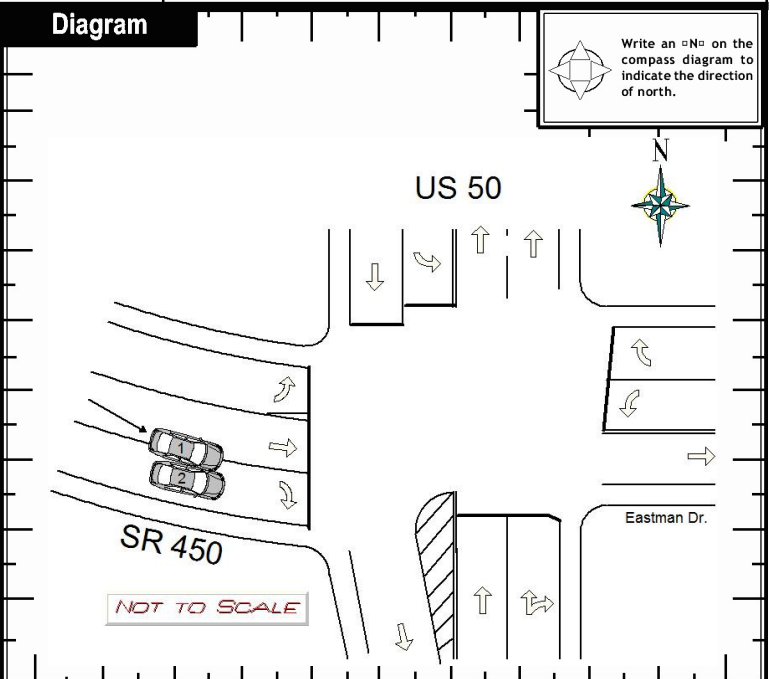 Diagram
Write an ▫N▫ on the
compass diagram to
indicate the direction
of north.
N
US 50
1
2
Eastman Dr.
SR 450
NOT TO SCALE